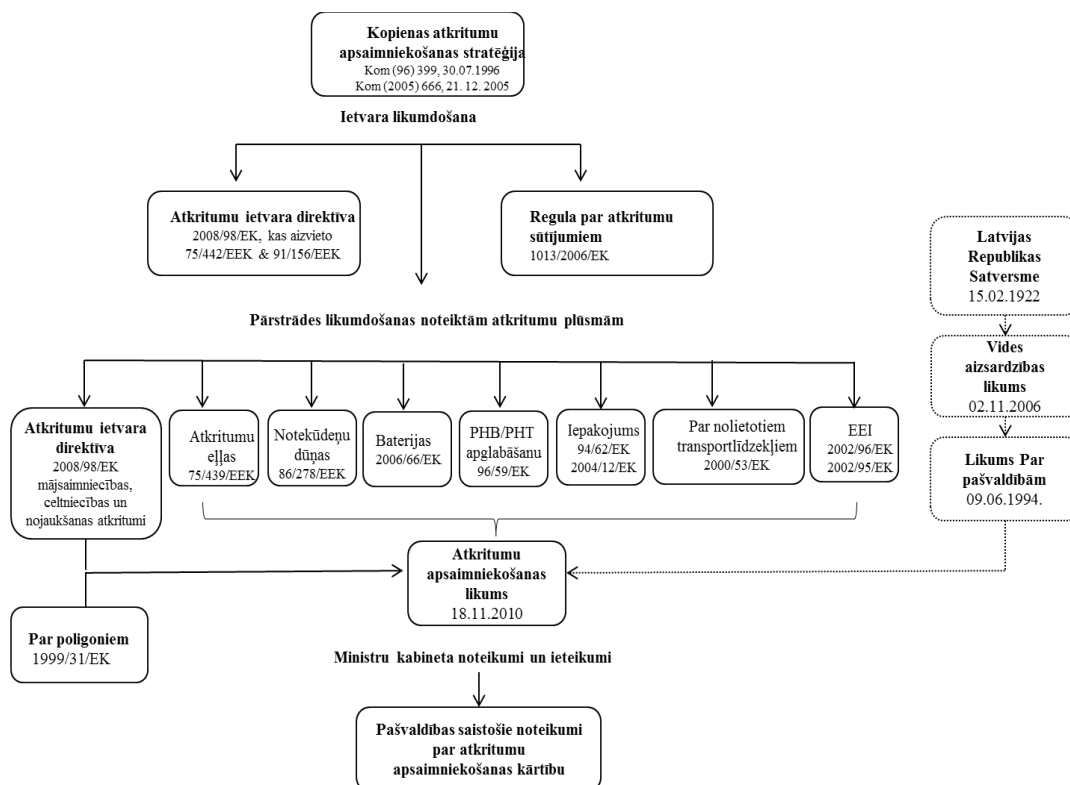 Kopienas atkritumu
apsaimniekošanas stratēģija
Kom (96) 399, 30.07.1996
Kom (2005) 666, 21. 12. 2005
Ietvara likumdošana
Atkritumu ietvara direktīva
2008/98/EK, kas aizvieto
75/442/EEK & 91/156/EEK
Regula par atkritumu
sūtījumiem
1013/2006/EK
Latvijas
Republikas
Satversme
15.02.1922
Pārstrādes likumdošanas noteiktām atkritumu plūsmām
Vides
aizsardzības
likums
02.11.2006
Atkritumu ietvara
direktīva
2008/98/EK
mājsaimniecības,
celtniecības un
nojaukšanas atkritumi
Atkritumu
eļļas
75/439/EEK
Notekūdeņu
dūņas
86/278/EEK
Baterijas
2006/66/EK
PHB/PHT
apglabāšanu
96/59/EK
Iepakojums
94/62/EK
2004/12/EK
Par nolietotiem
transportlīdzekļiem
2000/53/EK
EEI
2002/96/EK
2002/95/EK
Likums Par
pašvaldībām
09.06.1994.
Atkritumu
apsaimniekošanas
likums
18.11.2010
Par poligoniem
1999/31/EK
Ministru kabineta noteikumi un ieteikumi
Pašvaldības saistošie noteikumi
par atkritumu
apsaimniekošanas kārtību